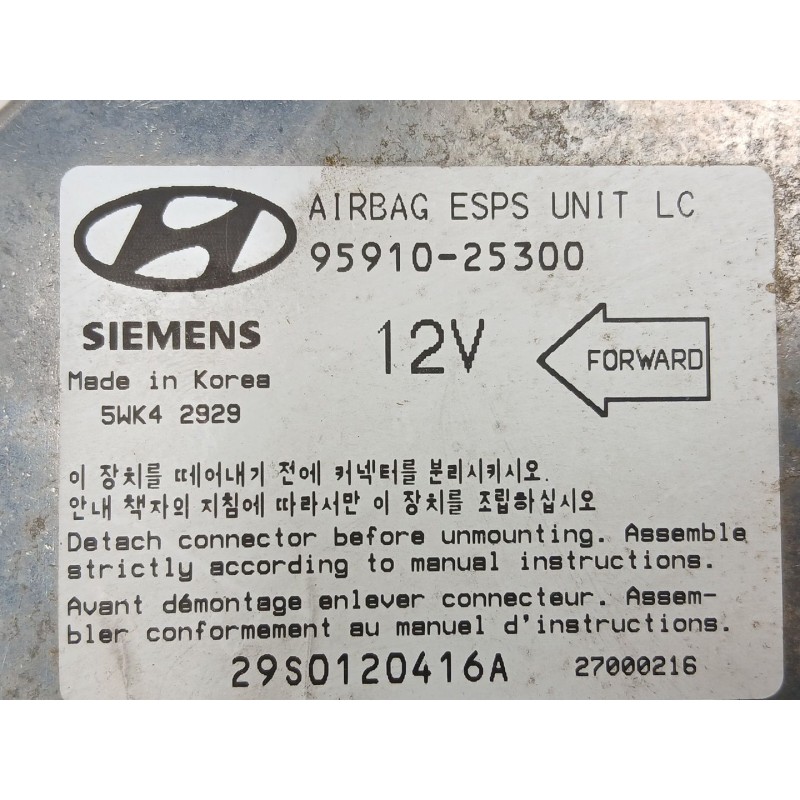 AIRBAG ESPS UNIT LC
95910-25300
SIEMENS
12V
FORWARD
Made in Korea
5WK4 2929
이 장치를 떼어내기 전에 커넥터를 분리시키시오.
안내 책자의 지침에 따라서만 이 장치를 조립하십시오
Detach connector before unmounting. Assemble
strictly according to manual instructions.
Avant démontage enlever connecteur. Assem-
bler conformement au manuel d'instructions.
29S0120416A
27000216